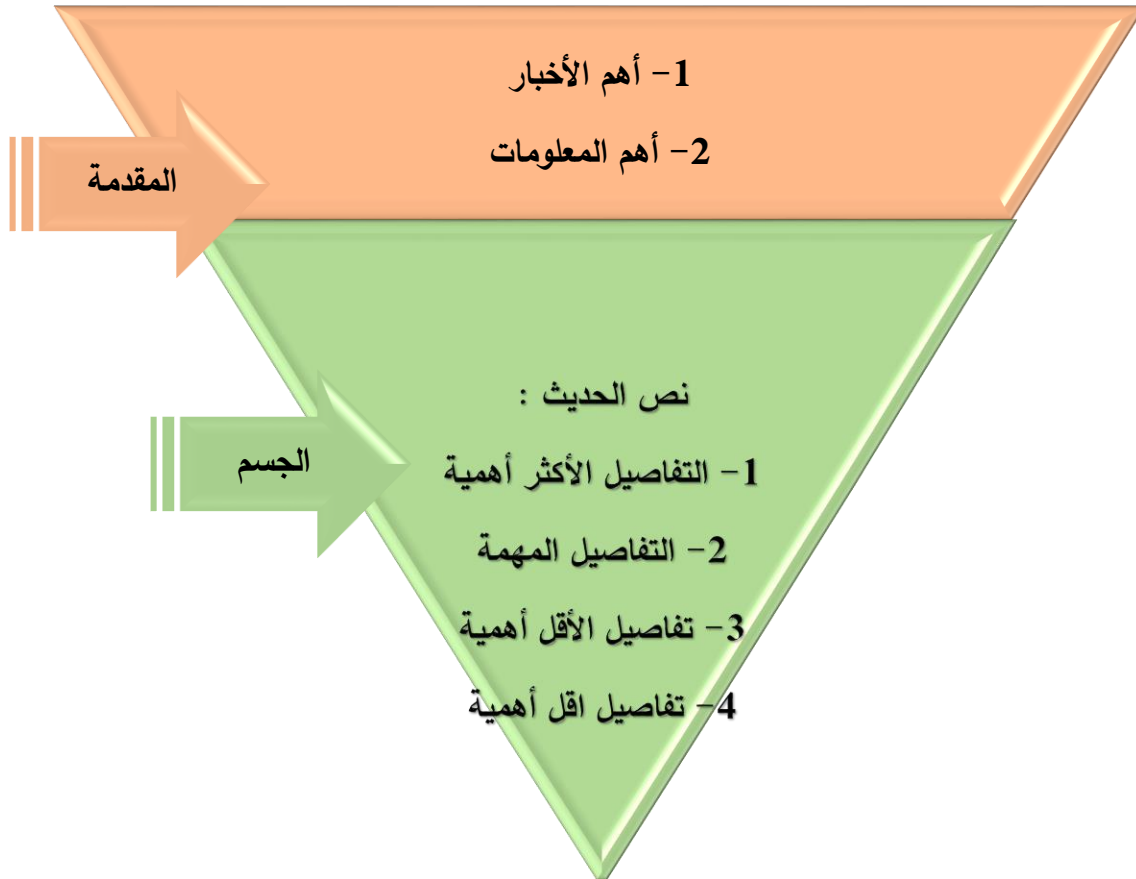 1- أهم الأخبار
2- أهم المعلومات
المقدمة
نص الحديث :
1- التفاصيل الأكثر أهمية
الجسم
2- التفاصيل المهمة
3- تفاصيل الأقل أهمية
4- تفاصيل اقل أهمية